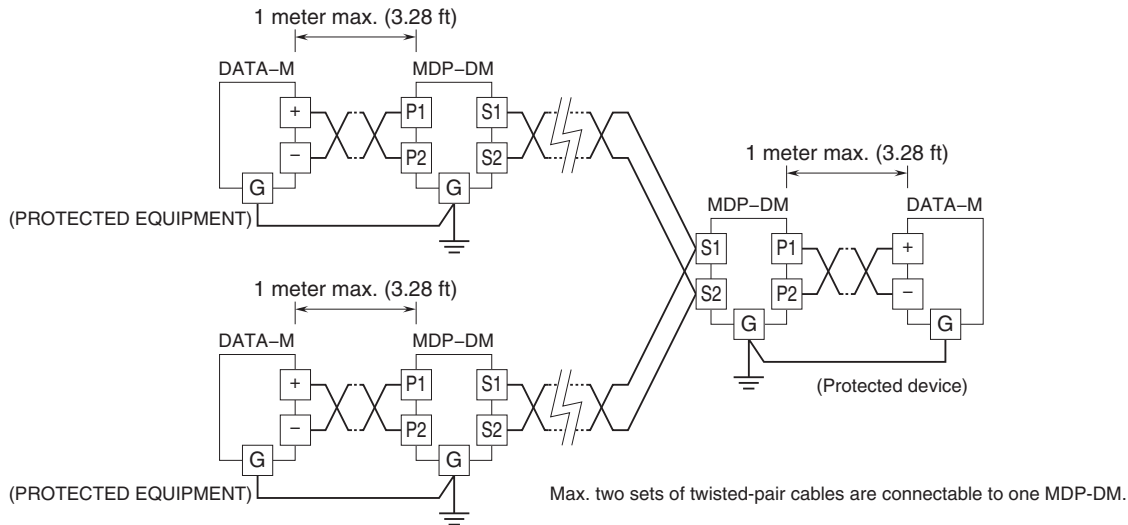 1 meter max. (3.28 ft)
DATA–M MDP–DM
+ P1 S1
– P2 S2
G G
(PROTECTED EQUIPMENT)
1 meter max. (3.28 ft)
MDP–DM DATA–M
S1 P1 +
S2 P2 –
G G
(Protected device)
1 meter max. (3.28 ft)
DATA–M MDP–DM
+ P1 S1
– P2 S2
G G
(PROTECTED EQUIPMENT)
Max. two sets of twisted-pair cables are connectable to one MDP-DM.